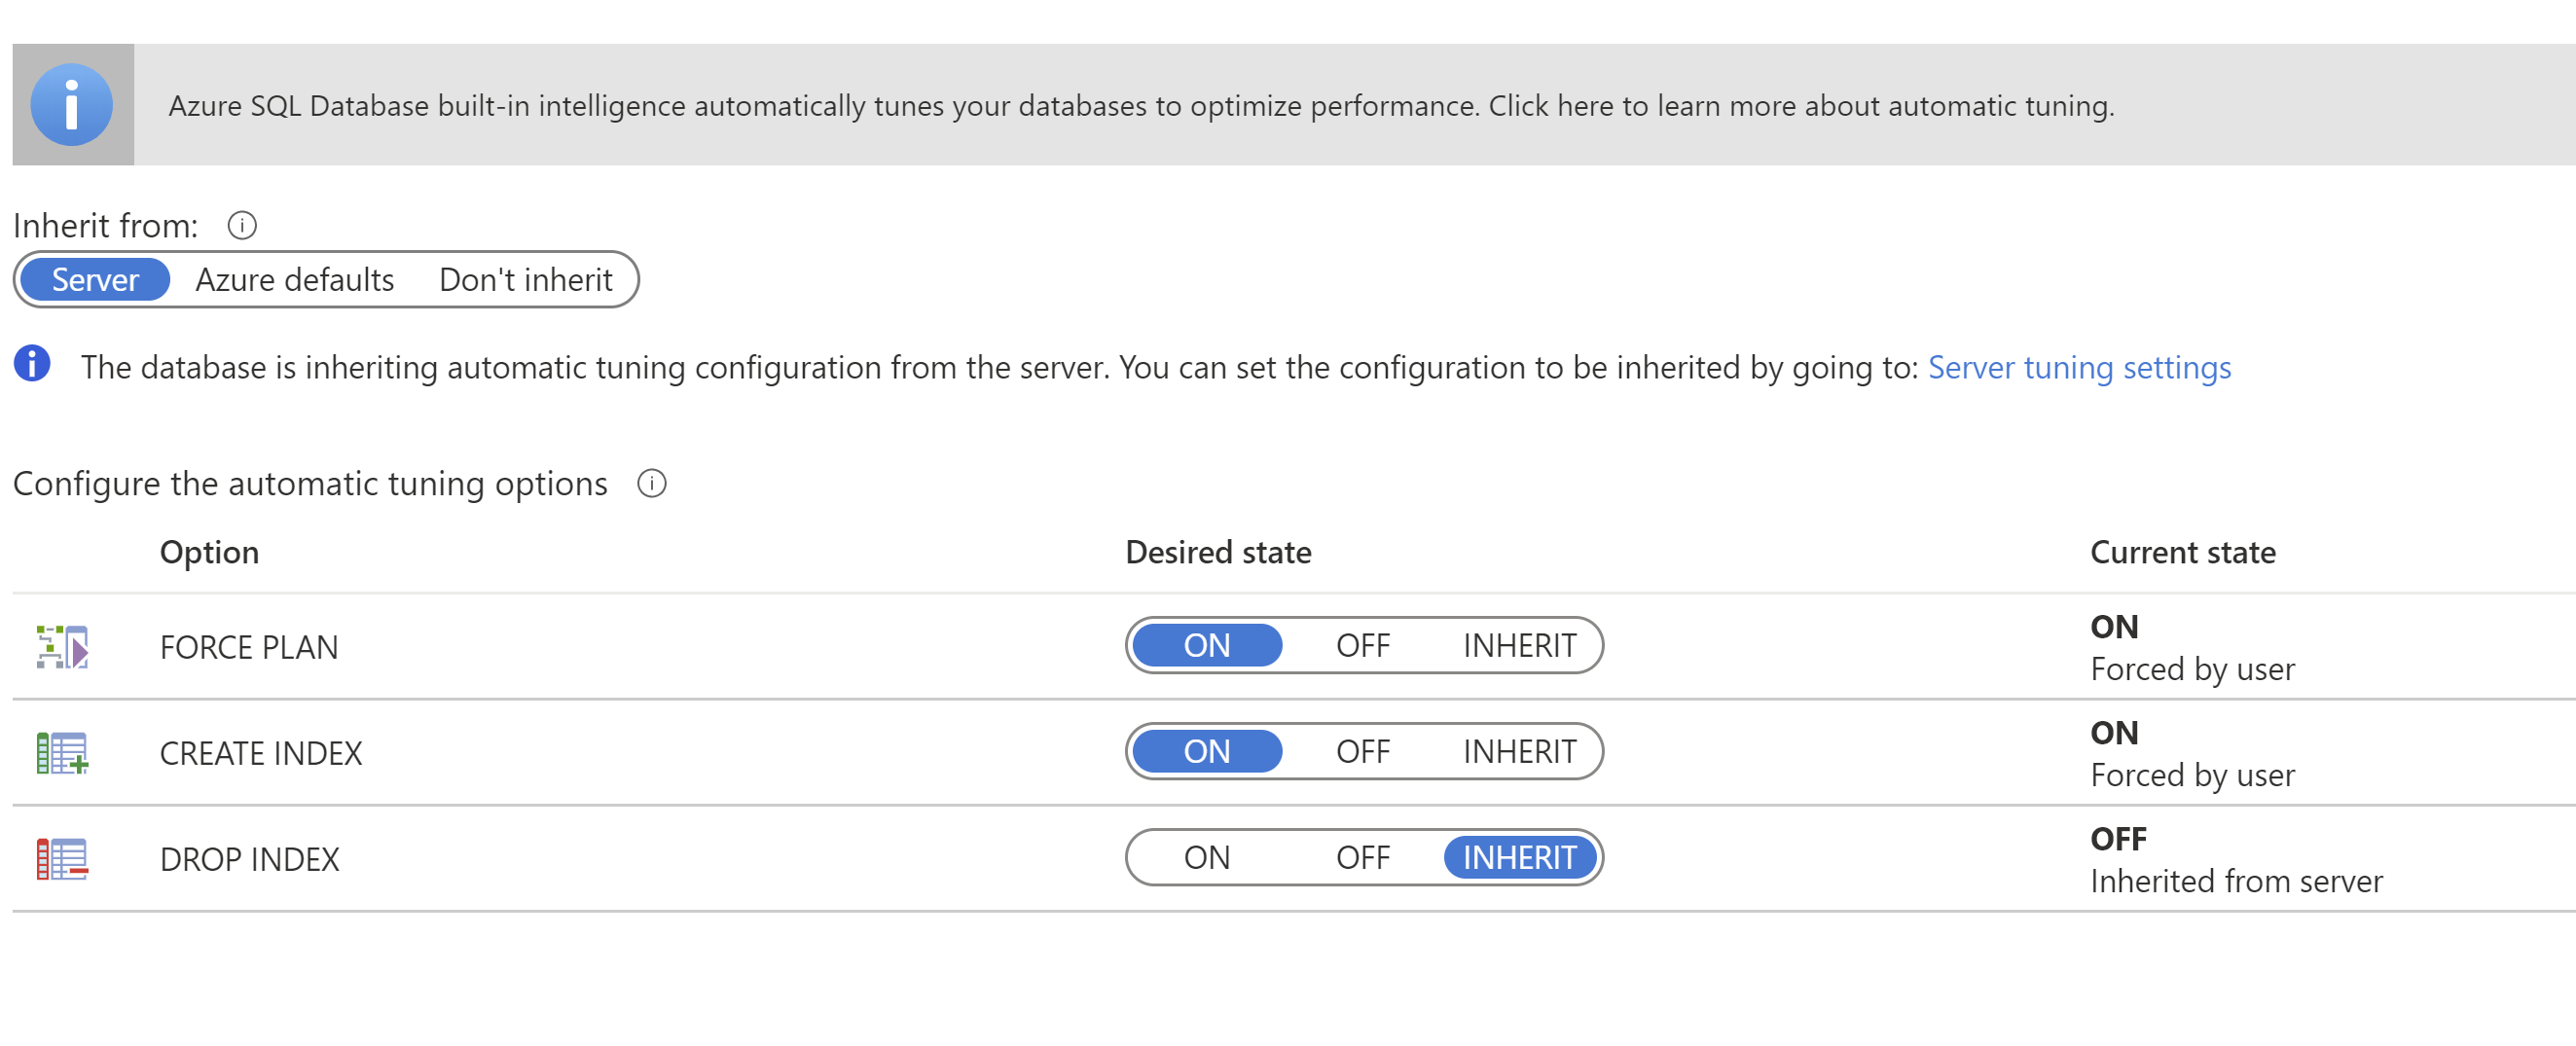 Azure SQL Database built-in intelligence automatically tunes your databases to optimize performance. Click here to learn more about automatic tuning.
Inherit from:
Server Azure defaults Don't inherit
The database is inheriting automatic tuning configuration from the server. You can set the configuration to be inherited by going to: Server tuning settings
Configure the automatic tuning options
Option Desired state Current state
FORCE PLAN ON OFF INHERIT ON
Forced by user
CREATE INDEX ON OFF INHERIT ON
Forced by user
DROP INDEX ON OFF INHERIT OFF
Inherited from server